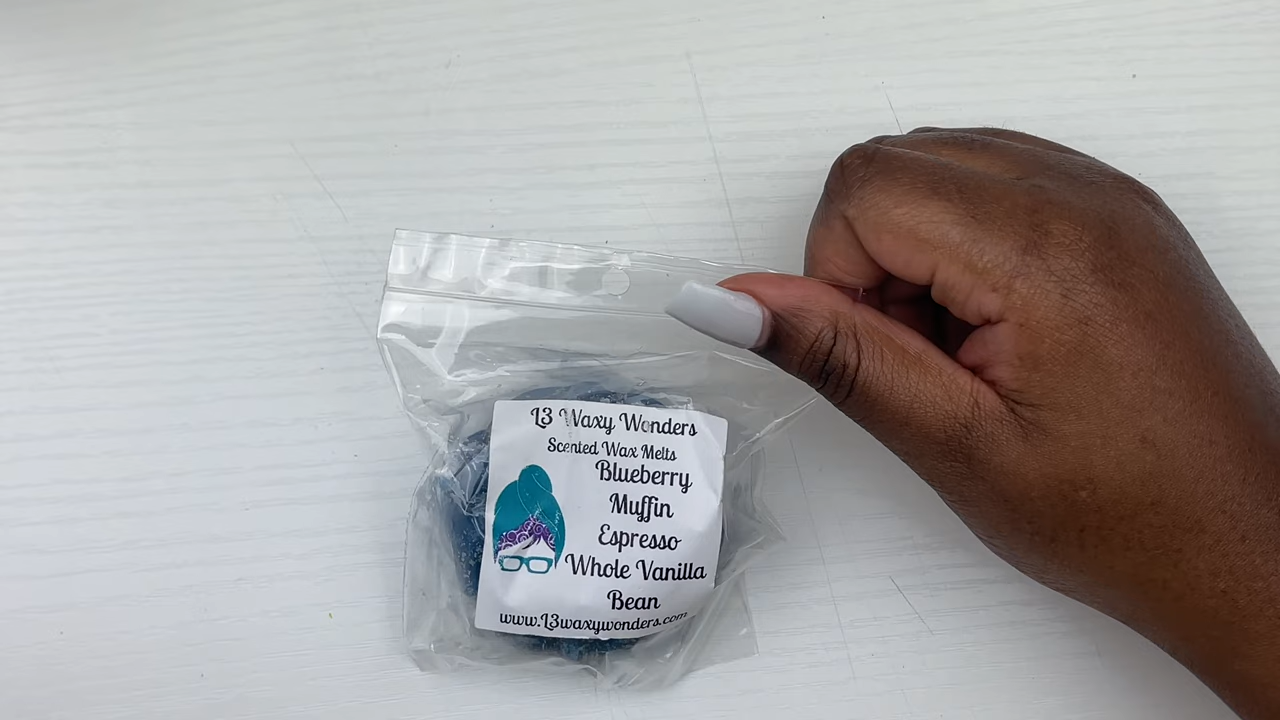 L3 Waxy Wonders
Scented Wax Melts
Blueberry
Muffin
Espresso
Whole Vanilla
Bean
www.L3waxywonders.com